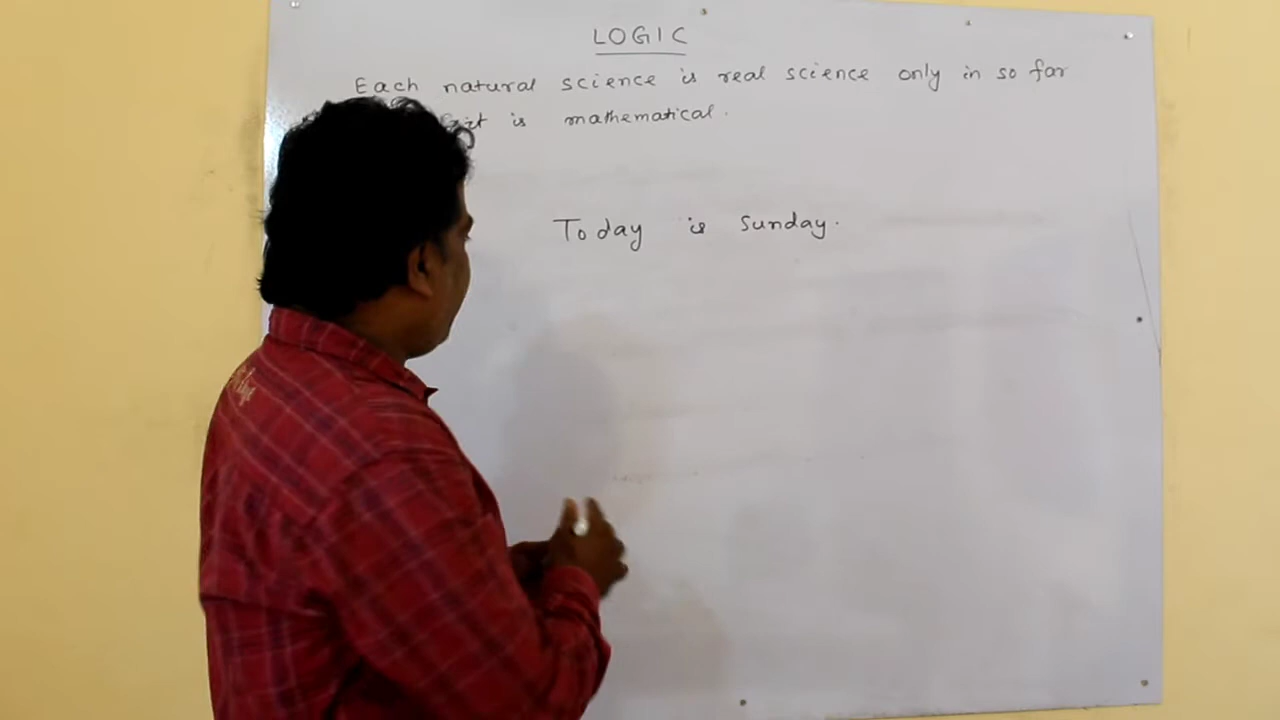 LOGIC
Each natural science is real science only in so far
it is mathematical.
Today is Sunday.